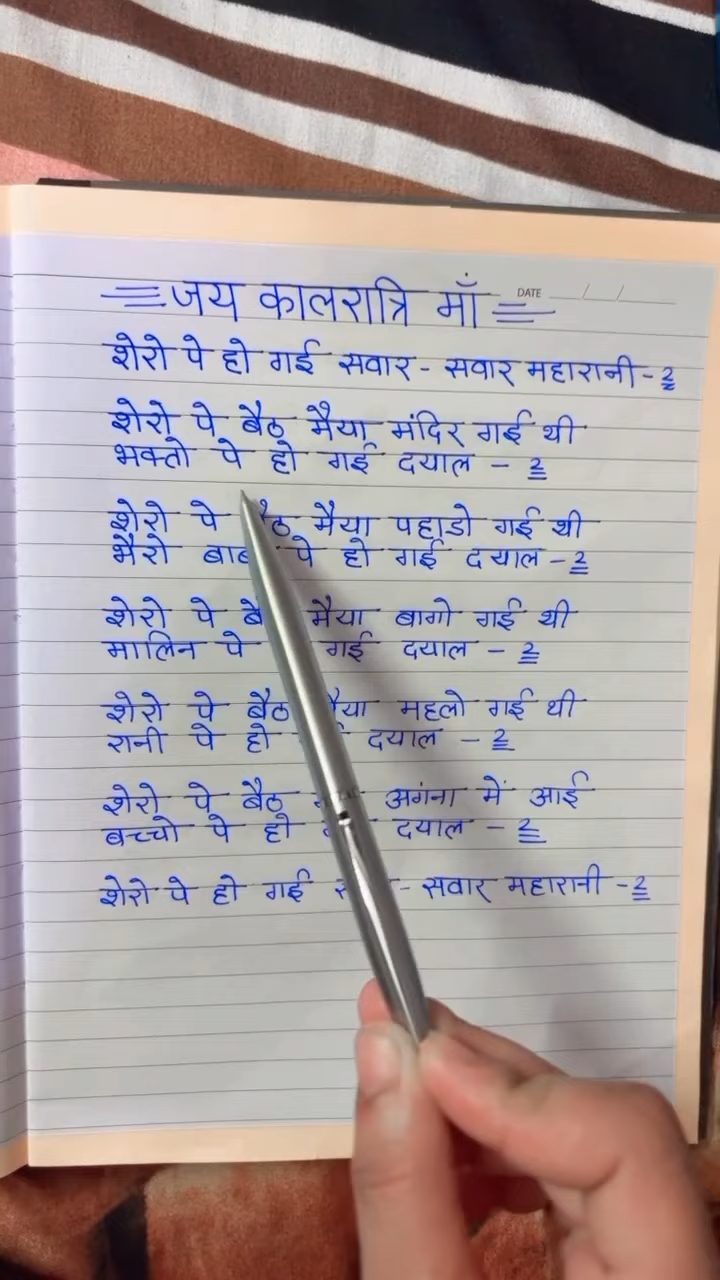 DATE
जय कालरात्रि माँ
शेरो पे हो गई सवार - सवार महारानी - 2
शेरो पे बैठ मैया मंदिर गई थी
भक्तो पे हो गई दयाल - 2
शेरो पे बैठ मैया पहाडो गई थी
भैरो बाबा पे हो गई दयाल - 2
शेरो पे बैठ मैया बागो गई थी
मालिन पे गई दयाल - 2
शेरो पे बैठ मैया महलो गई थी
रानी पे हो दयाल - 2
शेरो पे बैठ अगंना में आई
बच्चो पे हो दयाल - 2
शेरो पे हो गई - सवार महारानी - 2